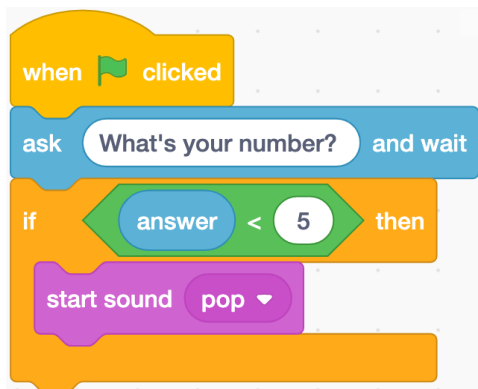 when clicked
ask What's your number? and wait
if answer < 5 then
start sound pop